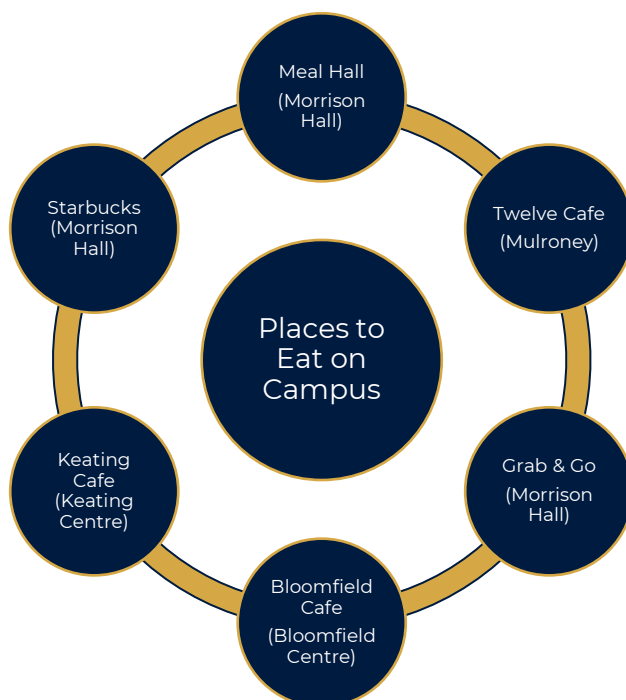 Meal Hall
(Morrison
Hall)
Twelve Cafe
(Mulroney)
Grab & Go
(Morrison
Hall)
Bloomfield
Cafe
(Bloomfield
Centre)
Keating
Cafe
(Keating
Centre)
Starbucks
(Morrison
Hall)
Places to
Eat on
Campus